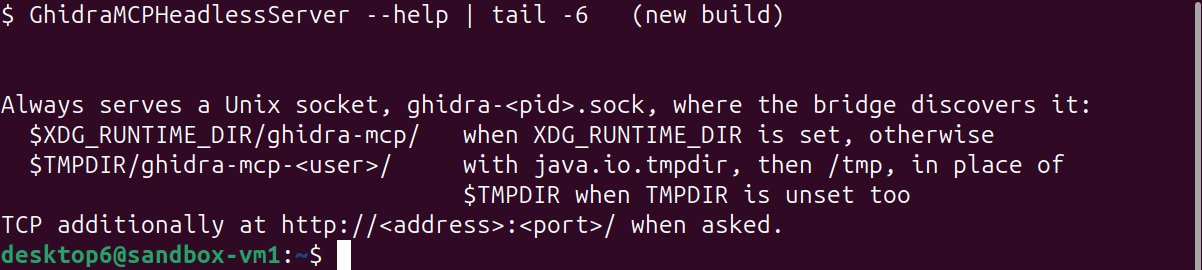 $ GhidraMCPHeadlessServer --help | tail -6   (new build)
Always serves a Unix socket, ghidra-<pid>.sock, where the bridge discovers it:
  $XDG_RUNTIME_DIR/ghidra-mcp/   when XDG_RUNTIME_DIR is set, otherwise
  $TMPDIR/ghidra-mcp-<user>/     with java.io.tmpdir, then /tmp, in place of
                                 $TMPDIR when TMPDIR is unset too
TCP additionally at http://<address>:<port>/ when asked.
desktop6@sandbox-vm1:~$